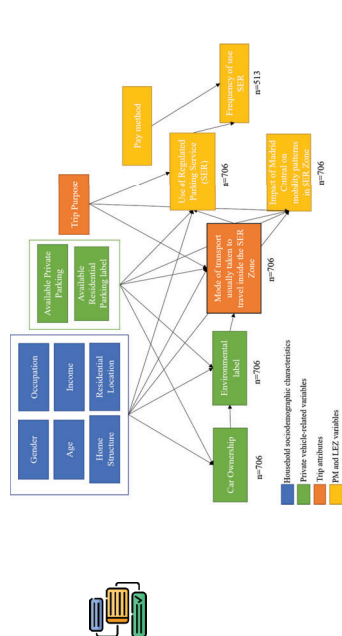 Gender
Occupation
Age
Income
Home
Structure
Residential
Location
Available Private
Parking
Available
Residential
Parking label
Trip Purpose
Pay method
Car Ownership
n=706
Environmental
label
n=706
Mode of transport
usually taken to
travel inside the SER
Zone
n=706
Use of Regulated
Parking Service
(SER)
n=706
Frequency of use
SER
n=513
Impact of Madrid
Central on
mobility patterns
in SER Zone
n=706
Household sociodemographic characteristics
Private vehicle-related variables
Trip attributes
PM and LEZ variables